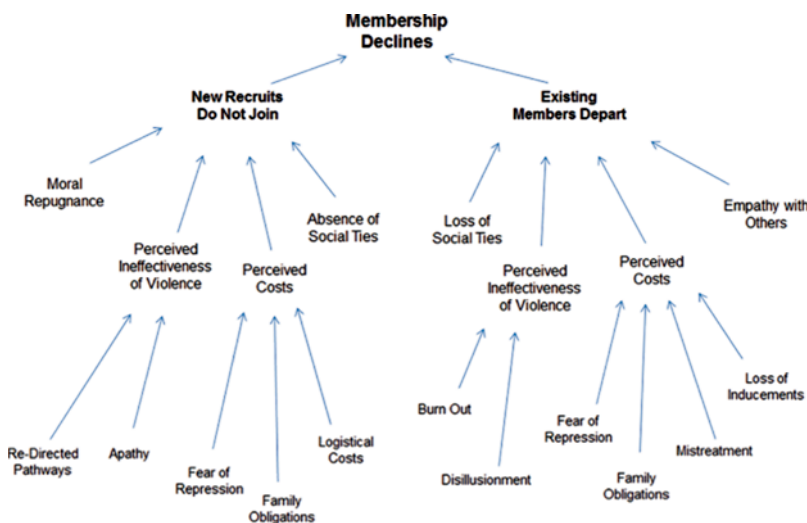 Membership
Declines
New Recruits
Do Not Join
Existing
Members Depart
Moral
Repugnance
Absence of
Social Ties
Loss of
Social Ties
Empathy with
Others
Perceived
Ineffectiveness
of Violence
Perceived
Costs
Perceived
Ineffectiveness
of Violence
Perceived
Costs
Re-Directed
Pathways
Apathy
Fear of
Repression
Family
Obligations
Logistical
Costs
Burn Out
Disillusionment
Fear of
Repression
Family
Obligations
Mistreatment
Loss of
Inducements